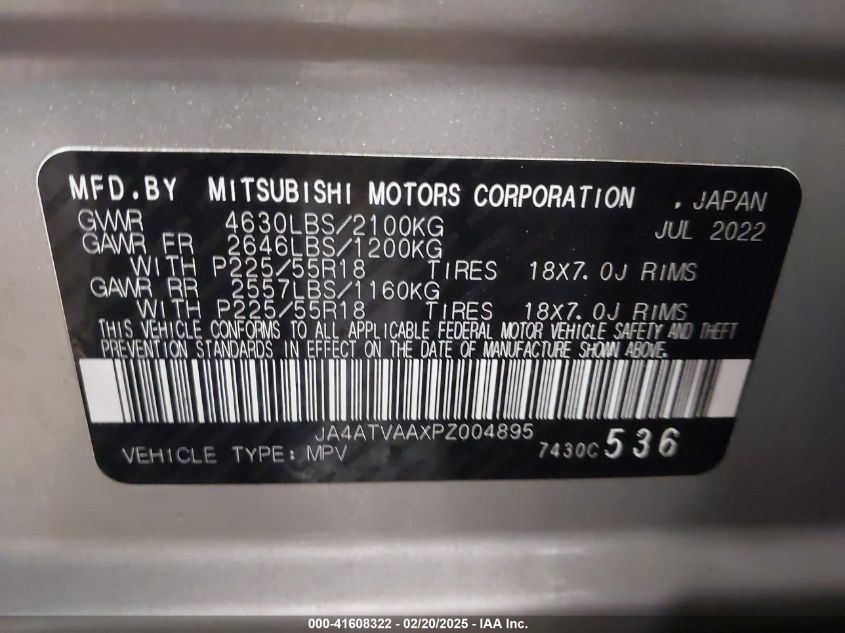 MFD.BY MITSUBISHI MOTORS CORPORATION , JAPAN
GVWR 4630LBS/2100KG JUL 2022
GAWR FR 2646LBS/1200KG
WITH P225/55R18 TIRES 18X7.0J RIMS
GAWR RR 2557LBS/1160KG
WITH P225/55R18 TIRES 18X7.0J RIMS
THIS VEHICLE CONFORMS TO ALL APPLICABLE FEDERAL MOTOR VEHICLE SAFETY AND THEFT
PREVENTION STANDARDS IN EFFECT ON THE DATE OF MANUFACTURE SHOWN ABOVE.
JA4ATVAAXPZ004895
VEHICLE TYPE: MPV 7430C 536
000-41608322 - 02/20/2025 - IAA Inc.